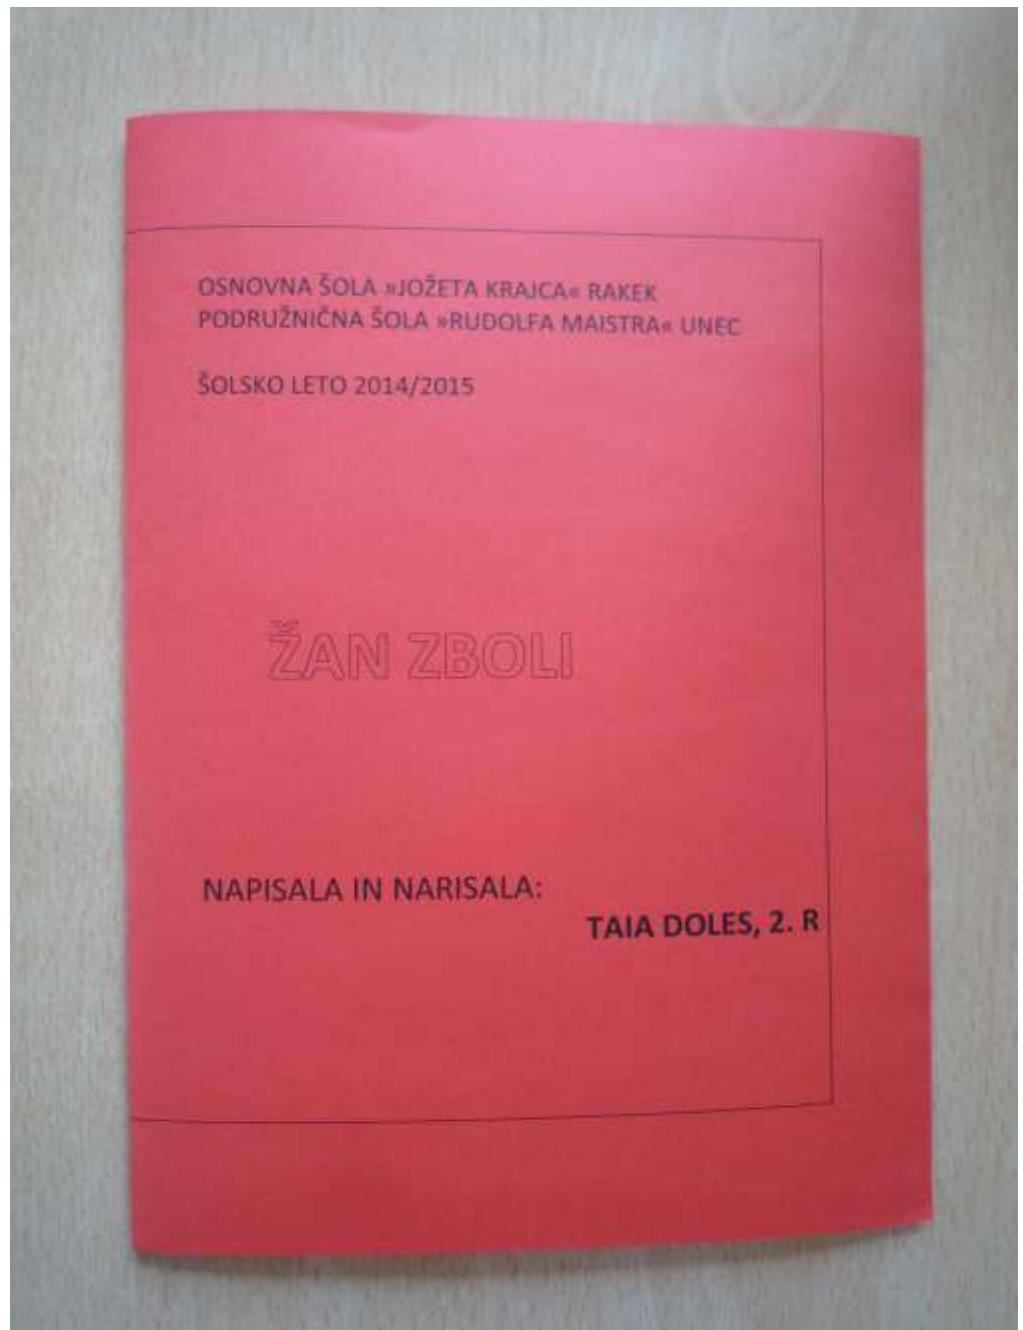 OSNOVNA ŠOLA »JOŽETA KRAJCA« RAKEK
PODRUŽNIČNA ŠOLA »RUDOLFA MAISTRA« UNEC
ŠOLSKO LETO 2014/2015
ŽAN ZBOLI
NAPISALA IN NARISALA:
TAIA DOLES, 2. R